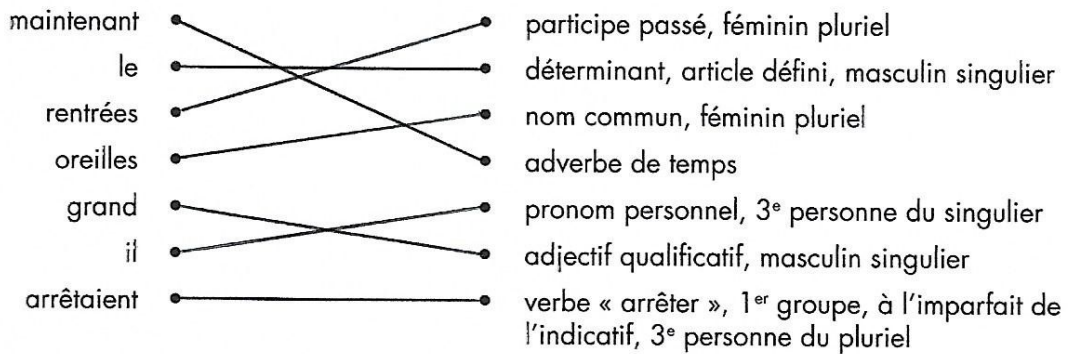 maintenant participe passé, féminin pluriel
le déterminant, article défini, masculin singulier
rentrées nom commun, féminin pluriel
oreilles adverbe de temps
grand pronom personnel, 3e personne du singulier
il adjectif qualificatif, masculin singulier
arrêtaient verbe « arrêter », 1er groupe, à l'imparfait de
l'indicatif, 3e personne du pluriel